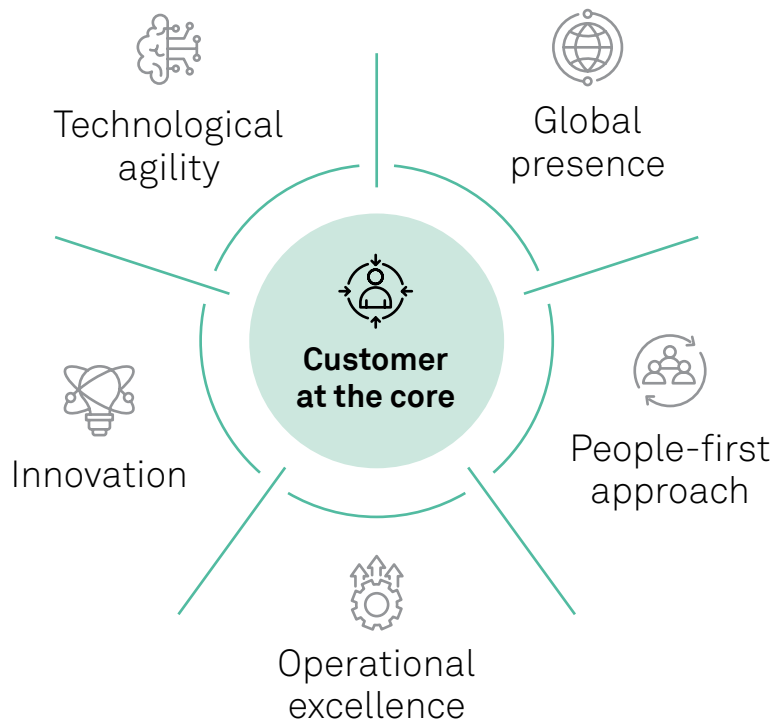 Technological
agility
Global
presence
Customer
at the core
Innovation
People-first
approach
Operational
excellence